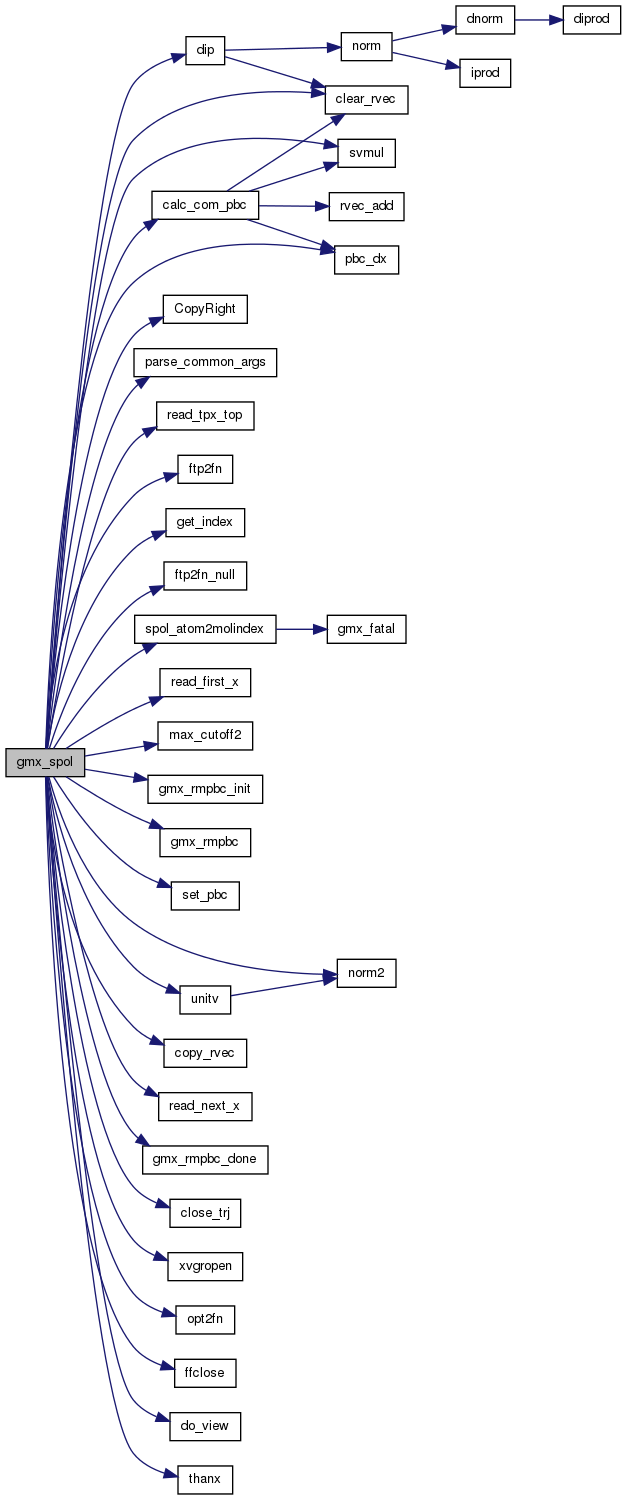 dnorm
diprod
dip
norm
iprod
clear_rvec
svmul
calc_com_pbc
rvec_add
pbc_dx
CopyRight
parse_common_args
read_tpx_top
ftp2fn
get_index
ftp2fn_null
spol_atom2molindex
gmx_fatal
read_first_x
max_cutoff2
gmx_spol
gmx_rmpbc_init
gmx_rmpbc
set_pbc
norm2
unitv
copy_rvec
read_next_x
gmx_rmpbc_done
close_trj
xvgropen
opt2fn
ffclose
do_view
thanx